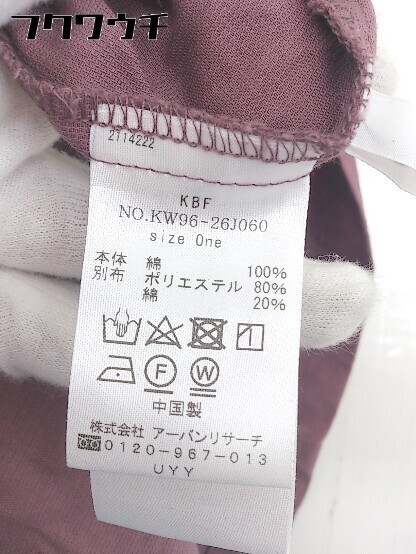 フクウウチ
2114222
KBF
NO.KW96-26J060
size One
本体 綿 100%
別布 ポリエステル 80%
綿 20%
F W
中国製
株式会社 アーバンリサーチ
0120-967-013
UYY